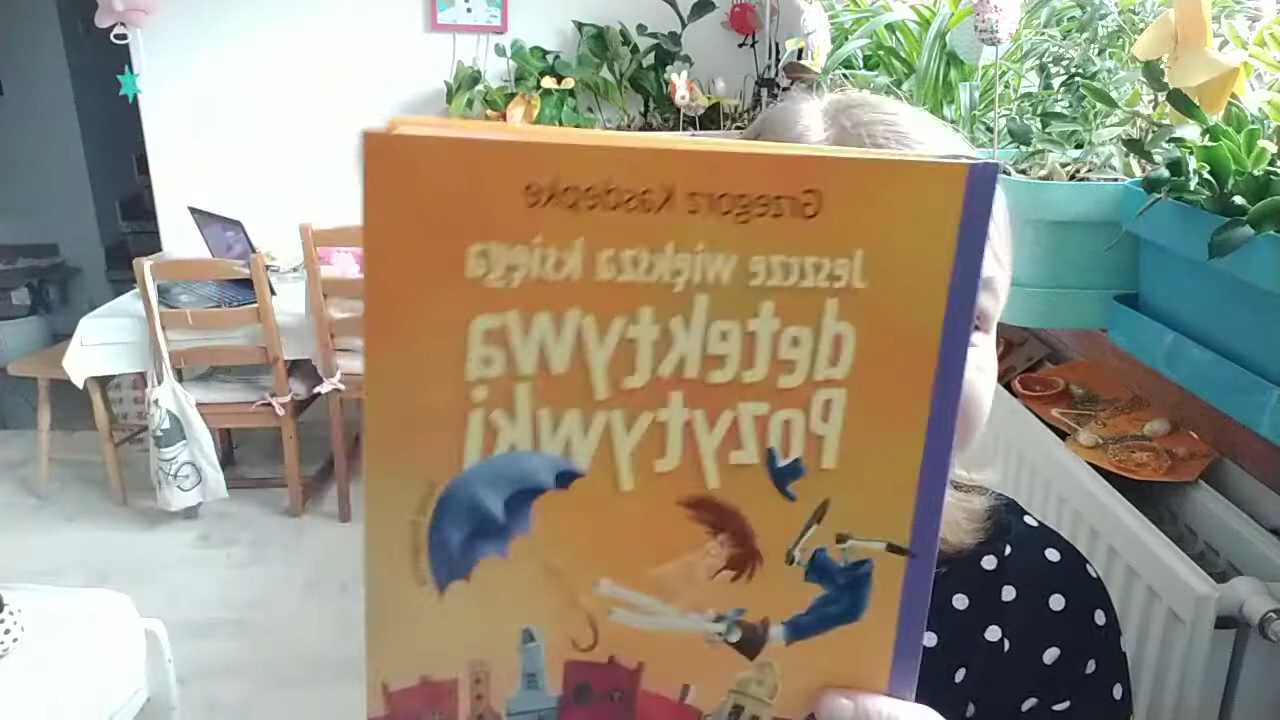 Grzegorz Kasdepke
Jeszcze większa księga
detektywa
Pozytywki